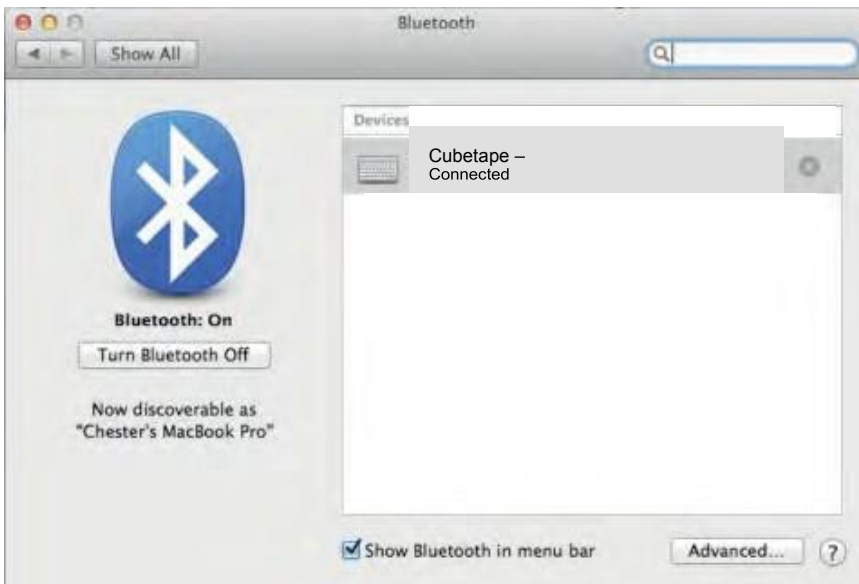 Bluetooth
Show All
Devices
Cubetape –
Connected
Bluetooth: On
Turn Bluetooth Off
Now discoverable as
"Chester's MacBook Pro"
Show Bluetooth in menu bar
Advanced...
?